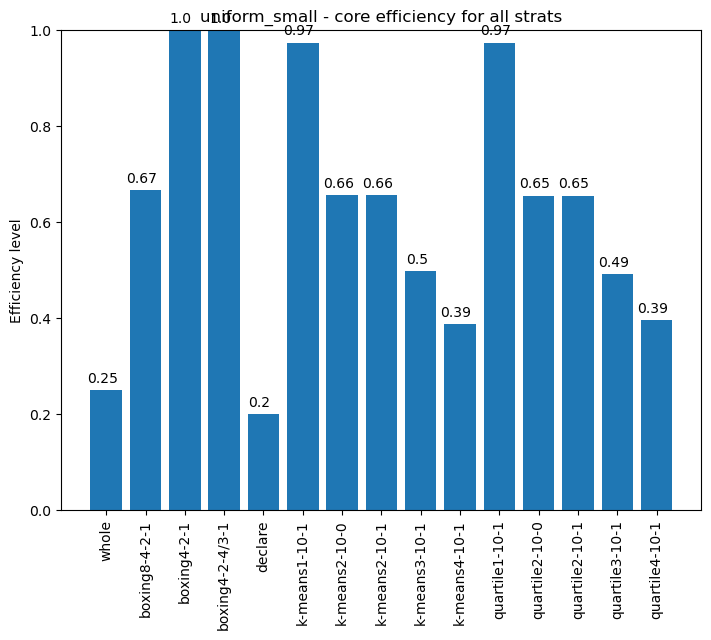 uniform_small - core efficiency for all strats
Efficiency level
1.0
0.8
0.6
0.4
0.2
0.0
0.25
0.67
1.0
1.0
0.2
0.97
0.66
0.66
0.5
0.39
0.97
0.65
0.65
0.49
0.39
whole
boxing8-4-2-1
boxing4-2-1
boxing4-2-4/3-1
declare
k-means1-10-1
k-means2-10-0
k-means2-10-1
k-means3-10-1
k-means4-10-1
quartile1-10-1
quartile2-10-0
quartile2-10-1
quartile3-10-1
quartile4-10-1